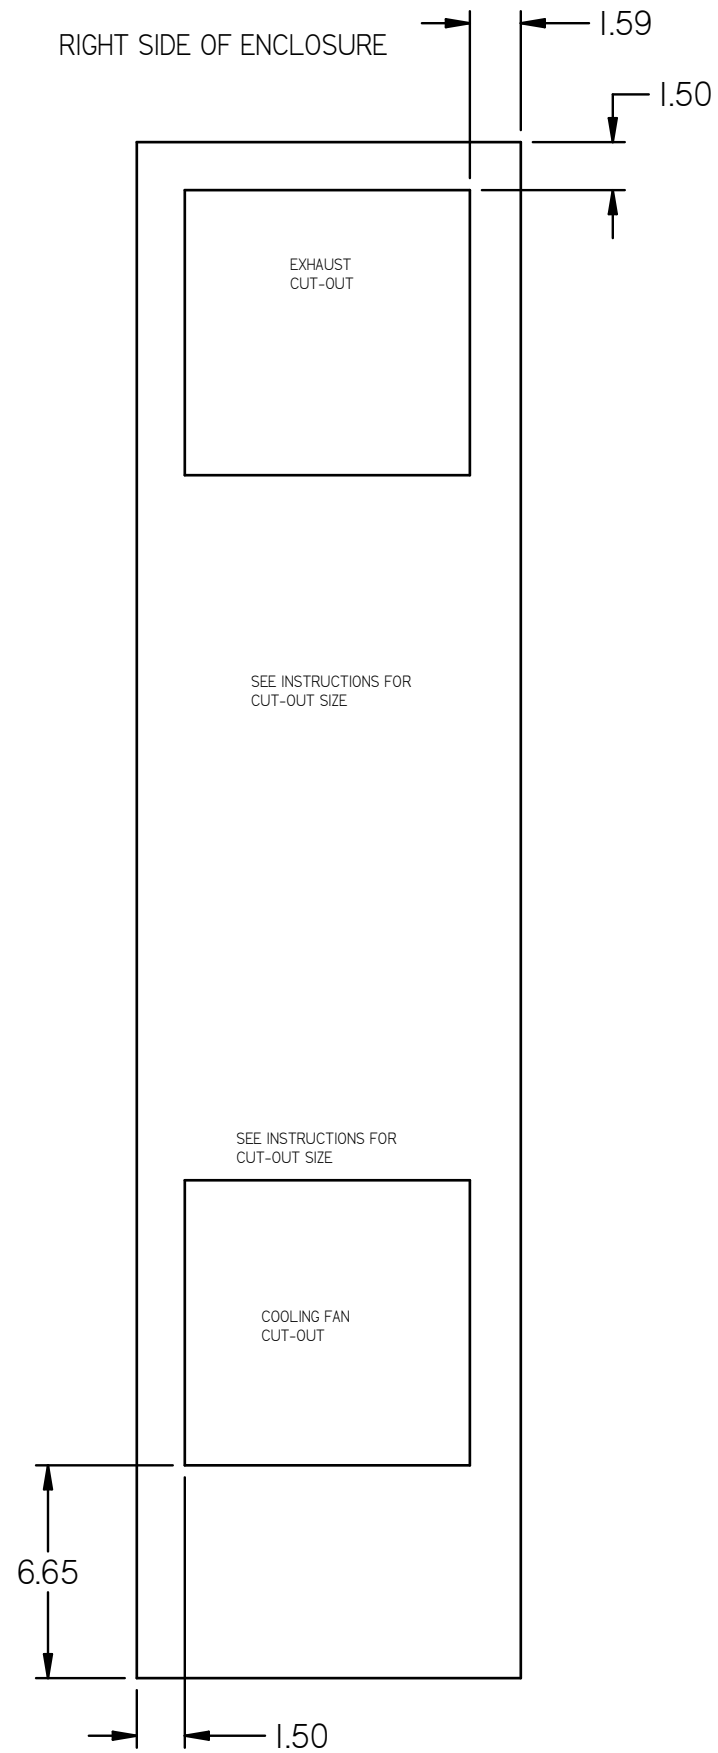 RIGHT SIDE OF ENCLOSURE
1.59
1.50
EXHAUST
CUT-OUT
SEE INSTRUCTIONS FOR
CUT-OUT SIZE
SEE INSTRUCTIONS FOR
CUT-OUT SIZE
COOLING FAN
CUT-OUT
6.65
1.50